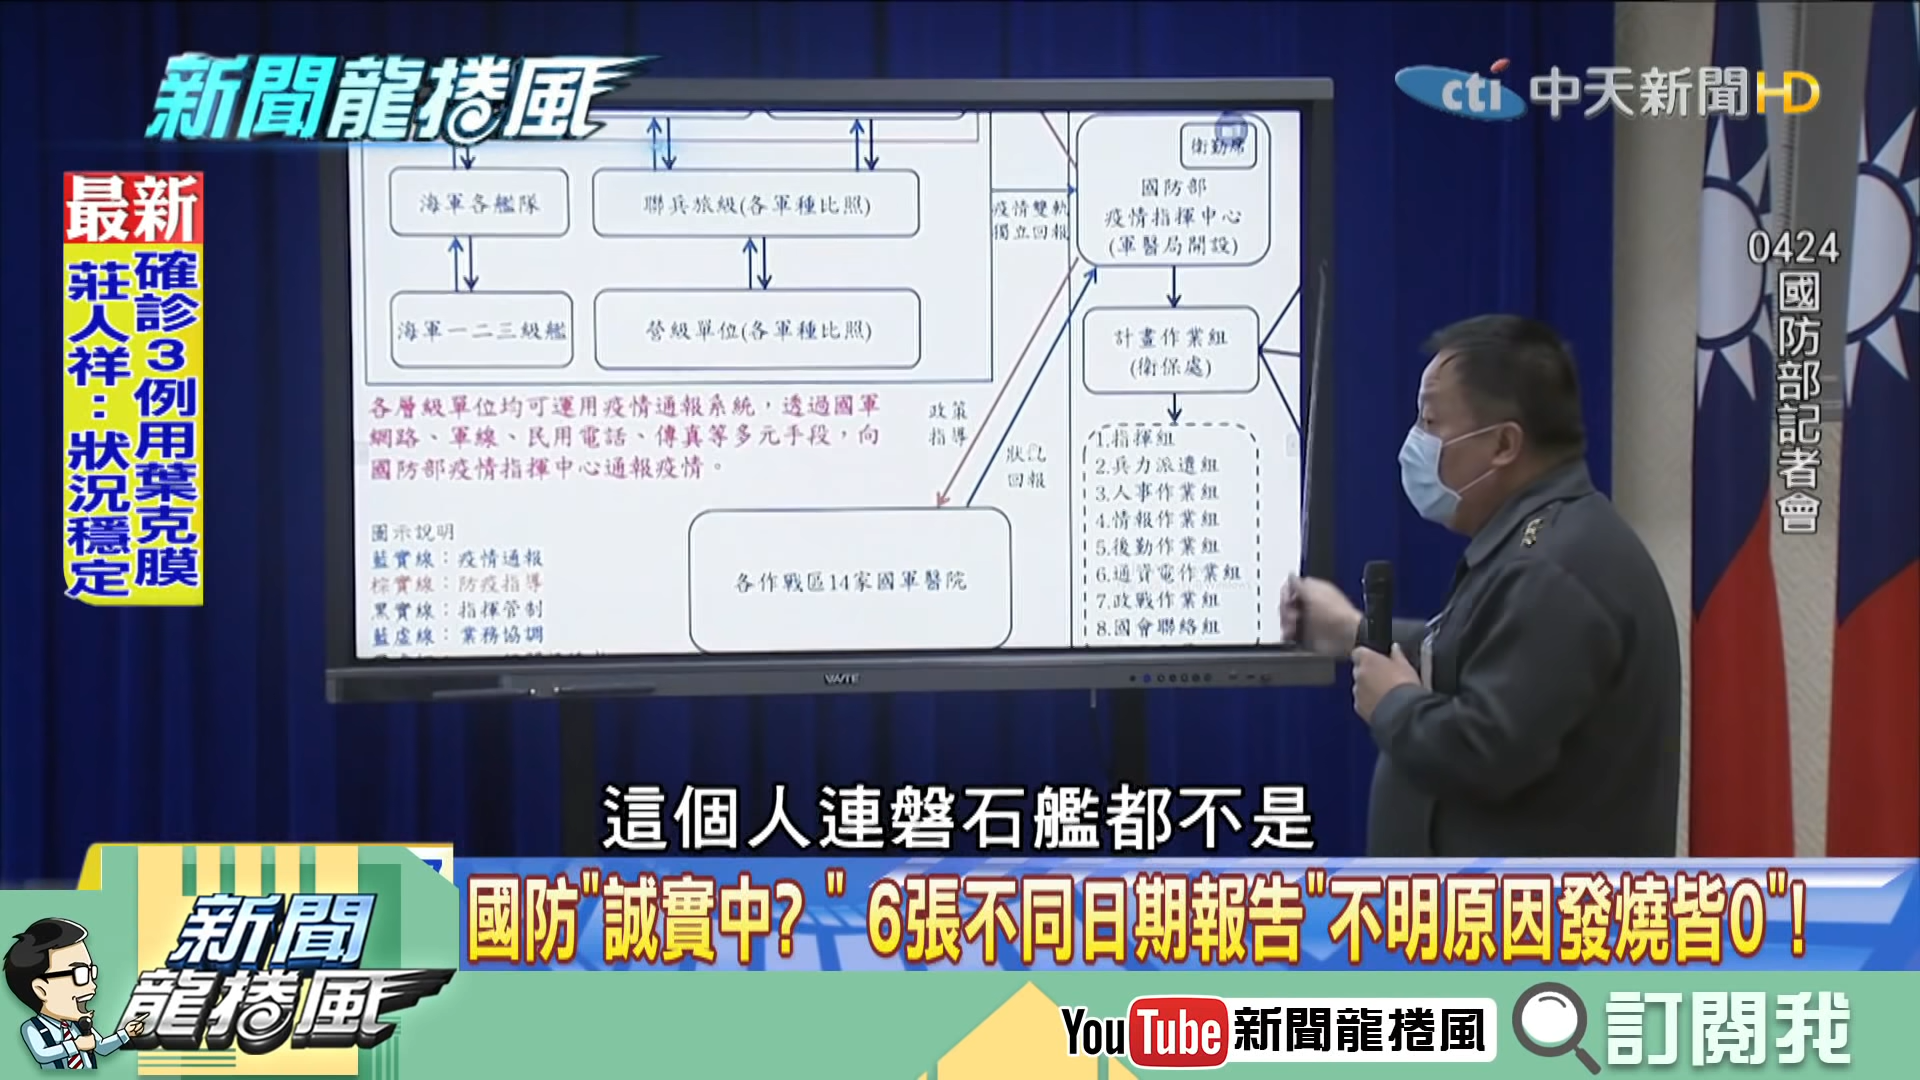 新聞龍捲風
cti 中天新聞HD
最新
確診3例用葉克膜
莊人祥：狀況穩定
0424國防部記者會
海軍各艦隊
聯兵旅級(各軍種比照)
海軍一二三級艦
營級單位(各軍種比照)
疫情雙軌
獨立回報
衛勤席
國防部
疫情指揮中心
(軍醫局開設)
計畫作業組
(衛保處)
各層級單位均可運用疫情通報系統，透過國軍
網路、軍線、民用電話、傳真等多元手段，向
國防部疫情指揮中心通報疫情。
政策
指導
狀況
回報
圖示說明
藍實線：疫情通報
棕實線：防疫指導
黑實線：指揮管制
藍虛線：業務協調
各作戰區14家國軍醫院
1.指揮組
2.兵力派遣組
3.人事作業組
4.情報作業組
5.後勤作業組
6.通資電作業組
7.政戰作業組
8.國會聯絡組
這個人連磐石艦都不是
國防"誠實中?" 6張不同日期報告"不明原因發燒皆0"!
新聞
龍捲風
YouTube 新聞龍捲風
訂閱我